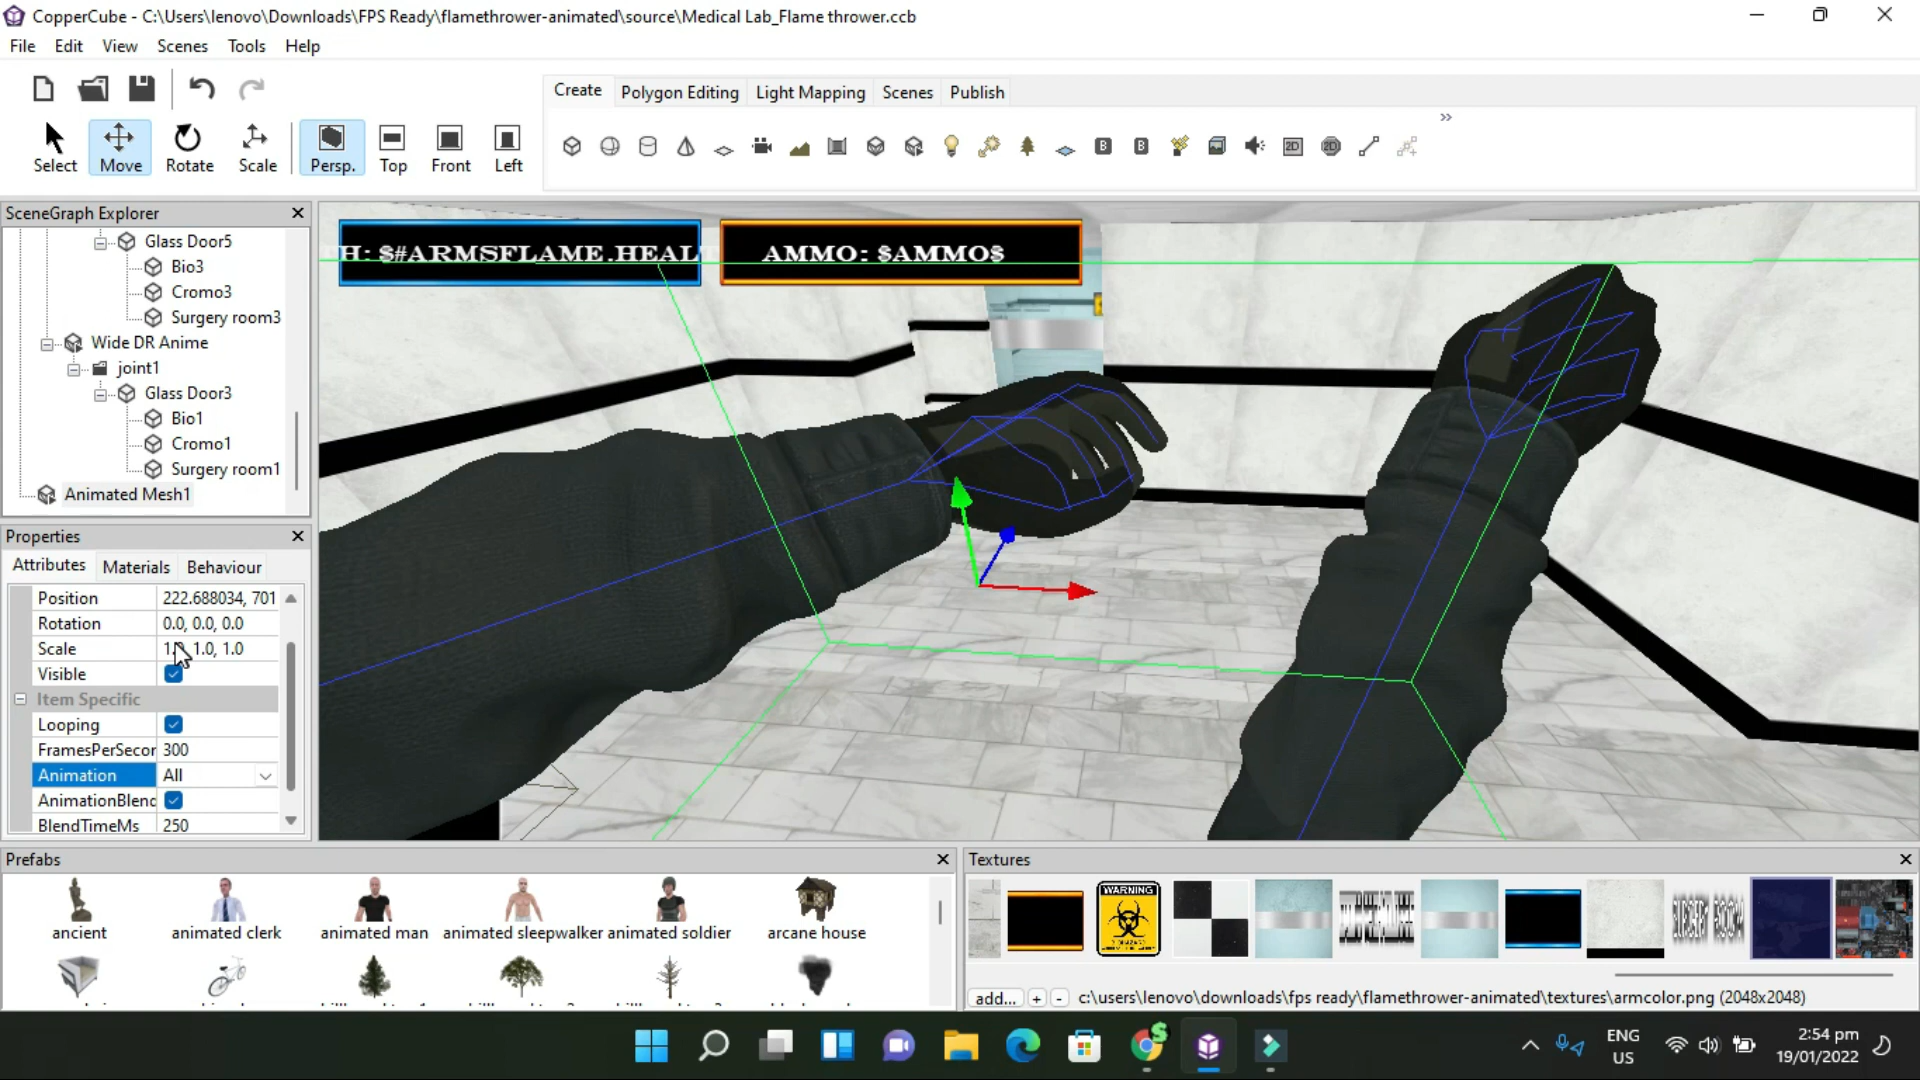 CopperCube - C:\Users\lenovo\Downloads\FPS Ready\flamethrower-animated\source\Medical Lab_Flame thrower.ccb
File Edit View Scenes Tools Help
Create Polygon Editing Light Mapping Scenes Publish
Select Move Rotate Scale Persp. Top Front Left
SceneGraph Explorer
Glass Door5
Bio3
Cromo3
Surgery room3
Wide DR Anime
joint1
Glass Door3
Bio1
Cromo1
Surgery room1
Animated Mesh1
TH: $#ARMSFLAME.HEAL
AMMO: $AMMO$
Properties
Attributes Materials Behaviour
Position 222.688034, 701
Rotation 0.0, 0.0, 0.0
Scale 1.0, 1.0, 1.0
Visible
Item Specific
Looping
FramesPerSecor 300
Animation All
AnimationBlenc
BlendTimeMs 250
Prefabs
ancient animated clerk animated man animated sleepwalker animated soldier arcane house
Textures
WARNING
SURGERY ROOM
add... + - c:\users\lenovo\downloads\fps ready\flamethrower-animated\textures\armcolor.png (2048x2048)
ENG
US
2:54 pm
19/01/2022